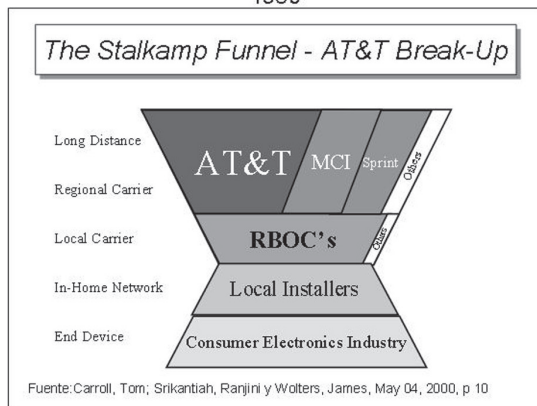 The Stalkamp Funnel - AT&T Break-Up
Long Distance
Regional Carrier
Local Carrier
In-Home Network
End Device
AT&T
MCI
Sprint
Others
RBOC's
Others
Local Installers
Consumer Electronics Industry
Fuente:Carroll, Tom; Srikantiah, Ranjini y Wolters, James, May 04, 2000, p 10